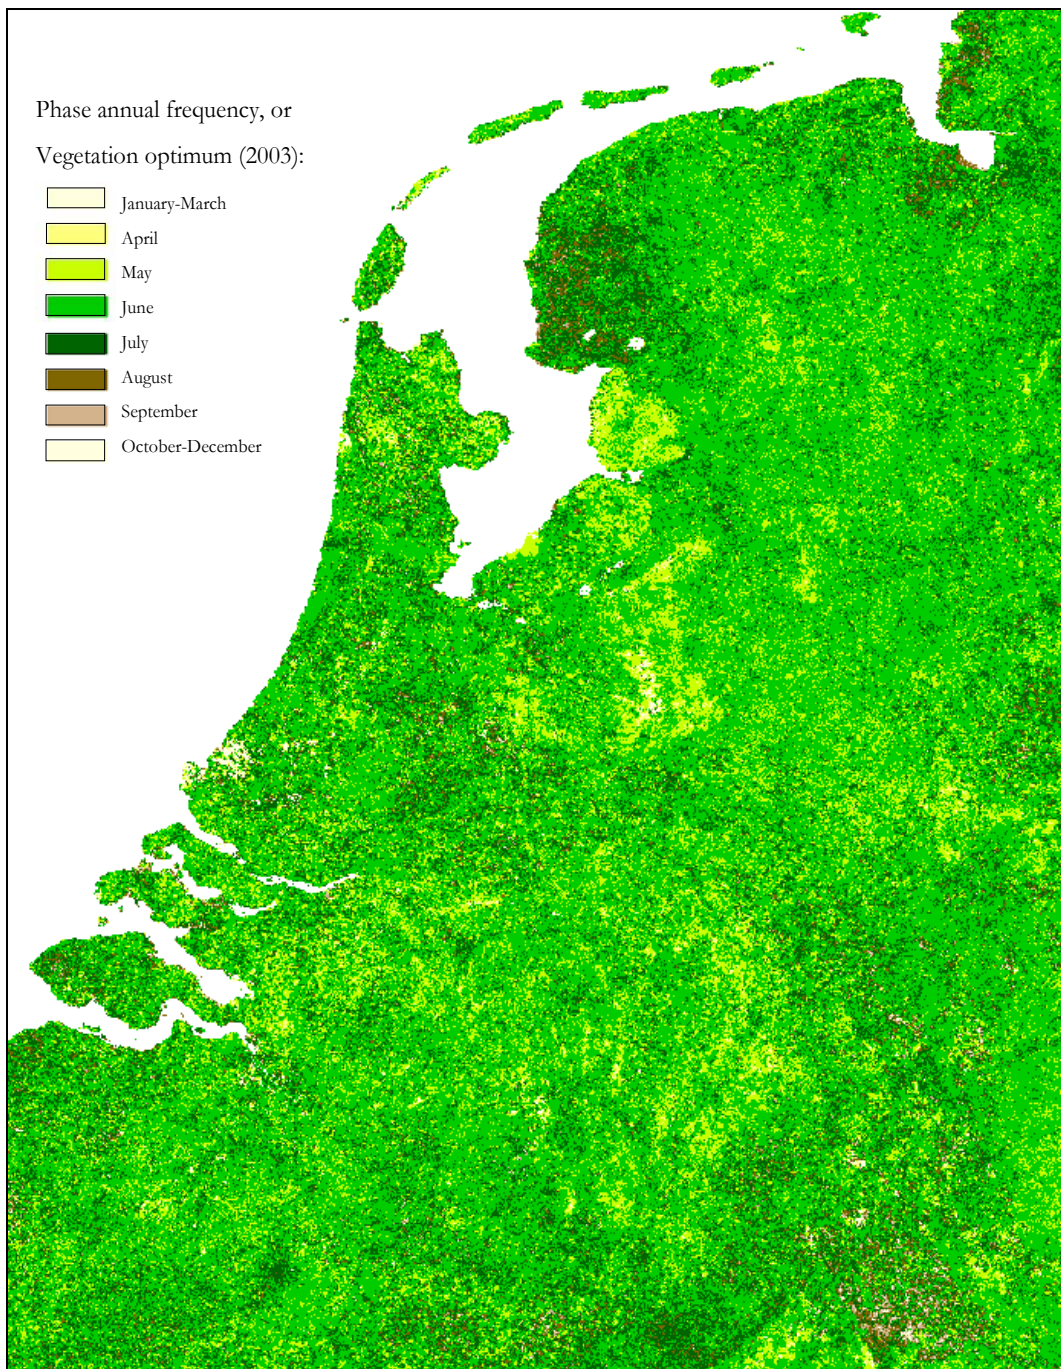 Phase annual frequency, or
Vegetation optimum (2003):
January-March
April
May
June
July
August
September
October-December